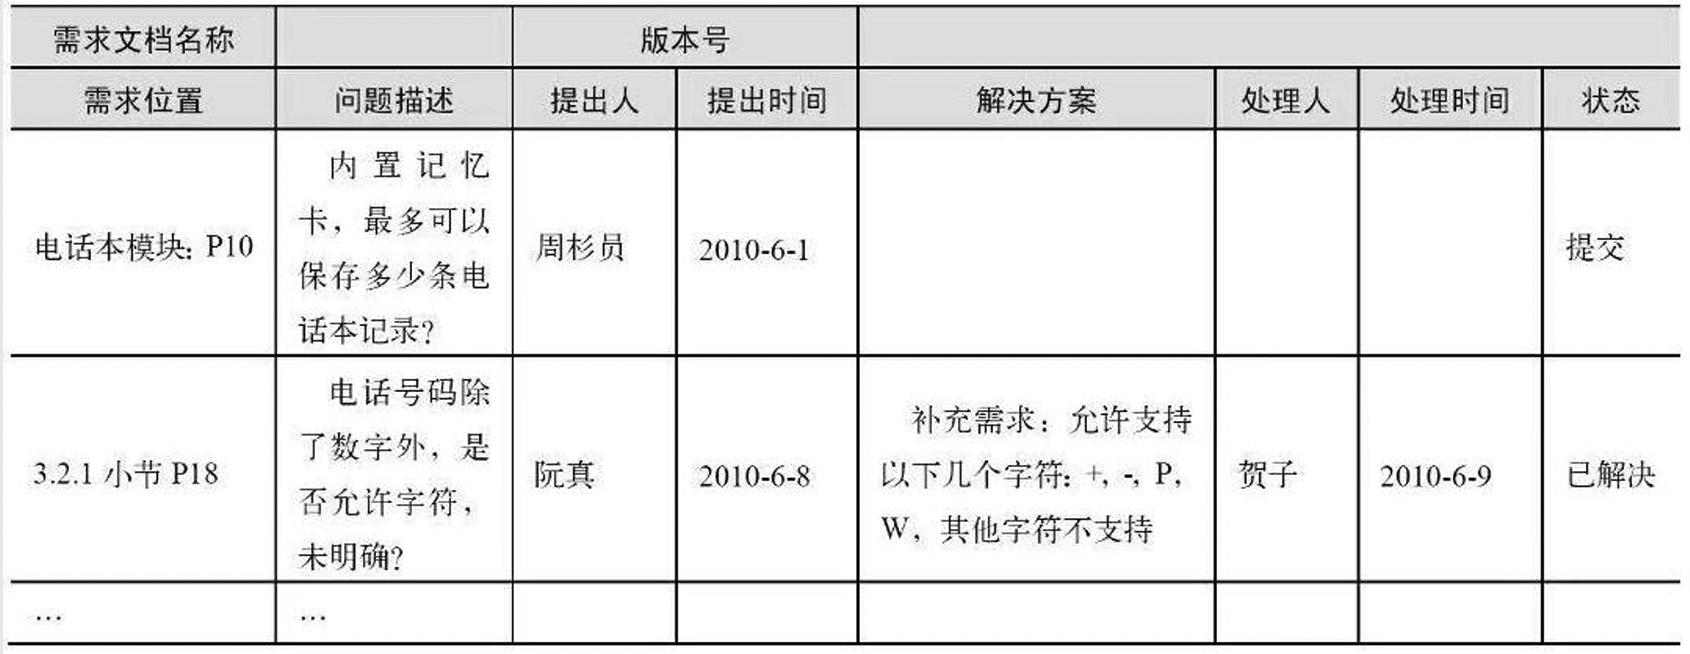 需求文档名称 版本号
需求位置 问题描述 提出人 提出时间 解决方案 处理人 处理时间 状态
电话本模块：P10
内置记忆
卡，最多可以
保存多少条电
话本记录？
周杉员
2010-6-1
提交
3.2.1 小节 P18
电话号码除
了数字外，是
否允许字符，
未明确？
阮真
2010-6-8
补充需求：允许支持
以下几个字符：+, -, P,
W，其他字符不支持
贺子
2010-6-9
已解决
… …